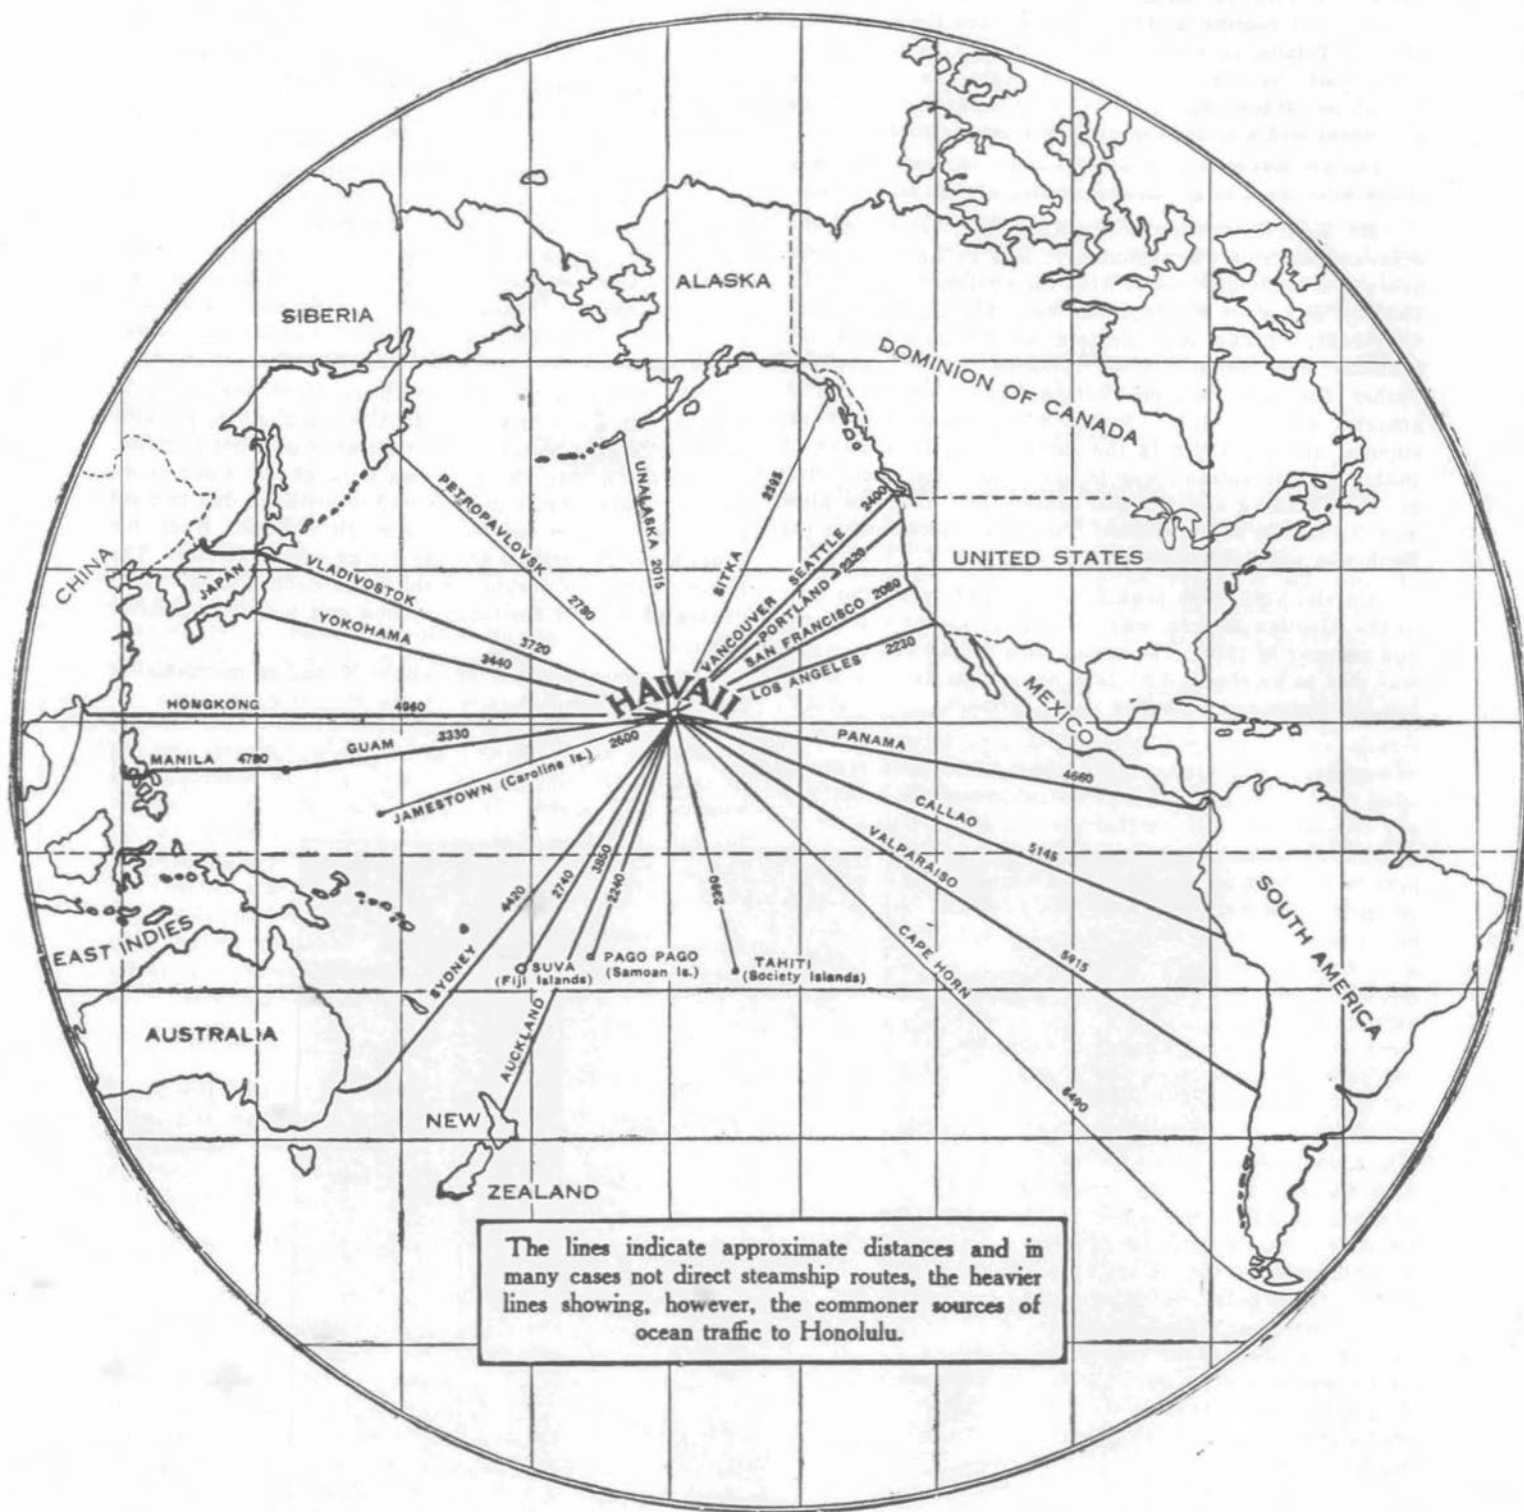 ALASKA
SIBERIA
DOMINION OF CANADA
CHINA
JAPAN
UNITED STATES
PETROPAVLOVSK 2780
UNALASKA 2015
SITKA 2395
VANCOUVER SEATTLE 2400
PORTLAND 2320
SAN FRANCISCO 2080
LOS ANGELES 2230
VLADIVOSTOK 3720
YOKOHAMA 3440
HAWAII
MEXICO
HONGKONG 4960
GUAM 3330
MANILA 4780
JAMESTOWN (Caroline Is.) 2600
PANAMA 4660
CALLAO 5145
VALPARAISO 5915
CAPE HORN 6490
SOUTH AMERICA
EAST INDIES
AUSTRALIA
SYDNEY 4420
2740
SUVA
(Fiji Islands)
AUCKLAND 3850
2240
PAGO PAGO
(Samoan Is.)
2390
TAHITI
(Society Islands)
NEW
ZEALAND
The lines indicate approximate distances and in
many cases not direct steamship routes, the heavier
lines showing, however, the commoner sources of
ocean traffic to Honolulu.